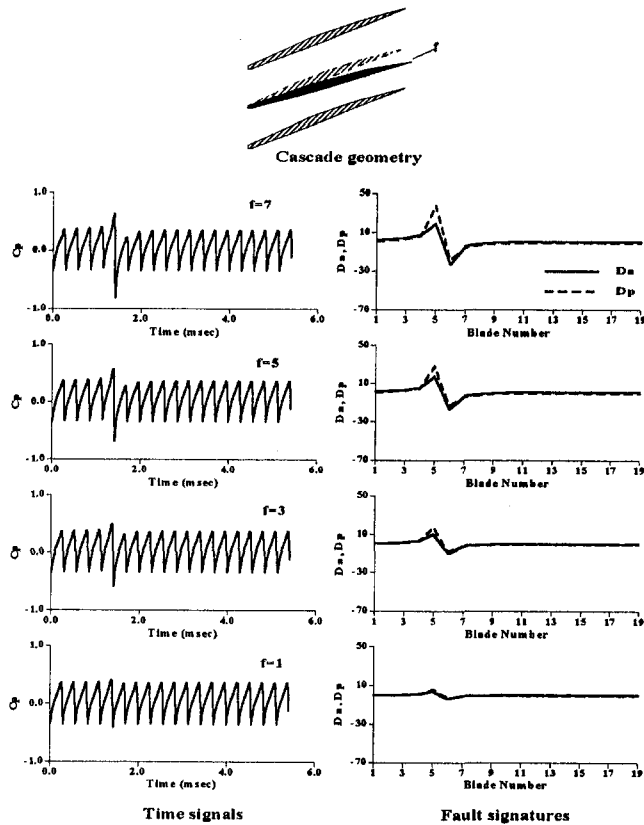 f
Cascade geometry
1.0
0.0
-1.0
Cp
f=7
0.0 2.0 4.0 6.0
Time (msec)
50
10
-30
-70
Da, Dp
Da
Dp
1 3 5 7 9 11 13 15 17 19
Blade Number
1.0
0.0
-1.0
Cp
f=5
0.0 2.0 4.0 6.0
Time (msec)
50
10
-30
-70
Da, Dp
1 3 5 7 9 11 13 15 17 19
Blade Number
1.0
0.0
-1.0
Cp
f=3
0.0 2.0 4.0 6.0
Time (msec)
50
10
-30
-70
Da, Dp
1 3 5 7 9 11 13 15 17 19
Blade Number
1.0
0.0
-1.0
Cp
f=1
0.0 2.0 4.0 6.0
Time (msec)
50
10
-30
-70
Da, Dp
1 3 5 7 9 11 13 15 17 19
Blade Number
Time signals
Fault signatures